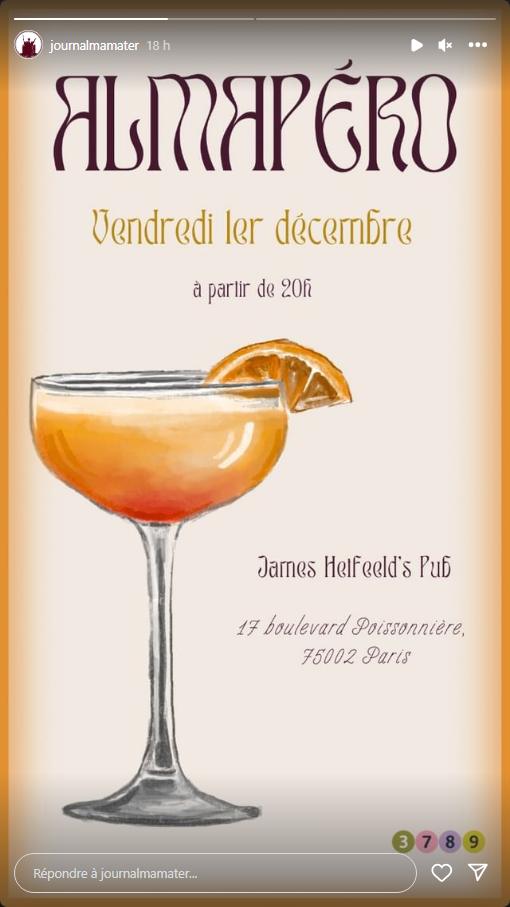 journalmamater 18 h
ALMAPÉRO
Vendredi 1er décembre
à partir de 20h
James Hetfeeld's Pub
17 boulevard Poissonnière,
75002 Paris
3 7 8 9
Répondre à journalmamater...